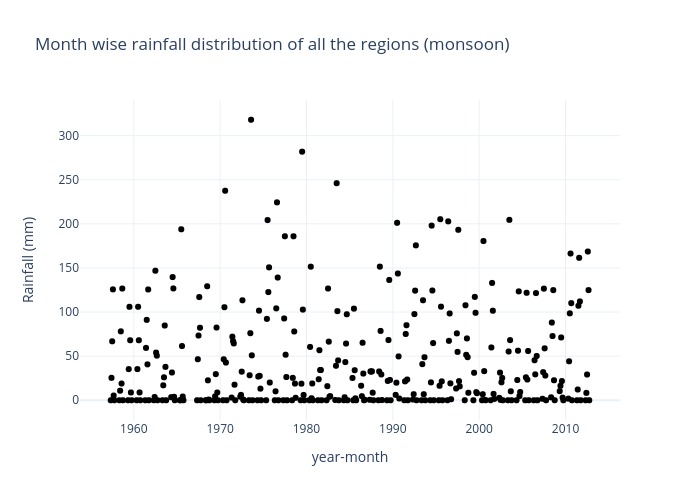 Month wise rainfall distribution of all the regions (monsoon)
Rainfall (mm)
300
250
200
150
100
50
0
1960 1970 1980 1990 2000 2010
year-month